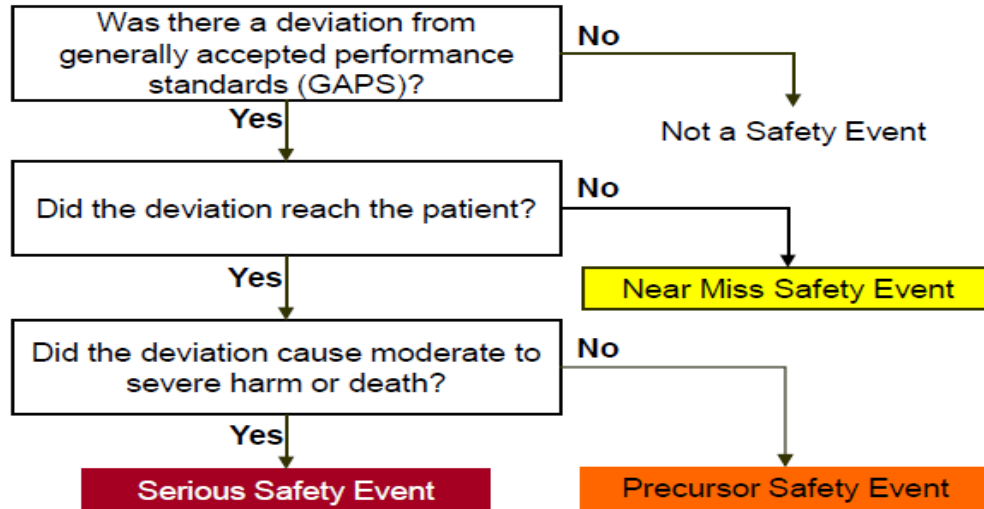 Was there a deviation from
generally accepted performance
standards (GAPS)?
No
Yes
Not a Safety Event
Did the deviation reach the patient?
No
Yes
Near Miss Safety Event
Did the deviation cause moderate to
severe harm or death?
No
Yes
Serious Safety Event
Precursor Safety Event